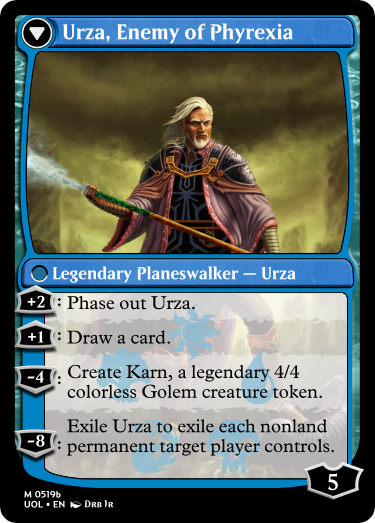 Urza, Enemy of Phyrexia
Legendary Planeswalker — Urza
+2: Phase out Urza.
+1: Draw a card.
-4: Create Karn, a legendary 4/4
colorless Golem creature token.
-8: Exile Urza to exile each nonland
permanent target player controls.
5
M 0519b
UOL • EN DRB JR